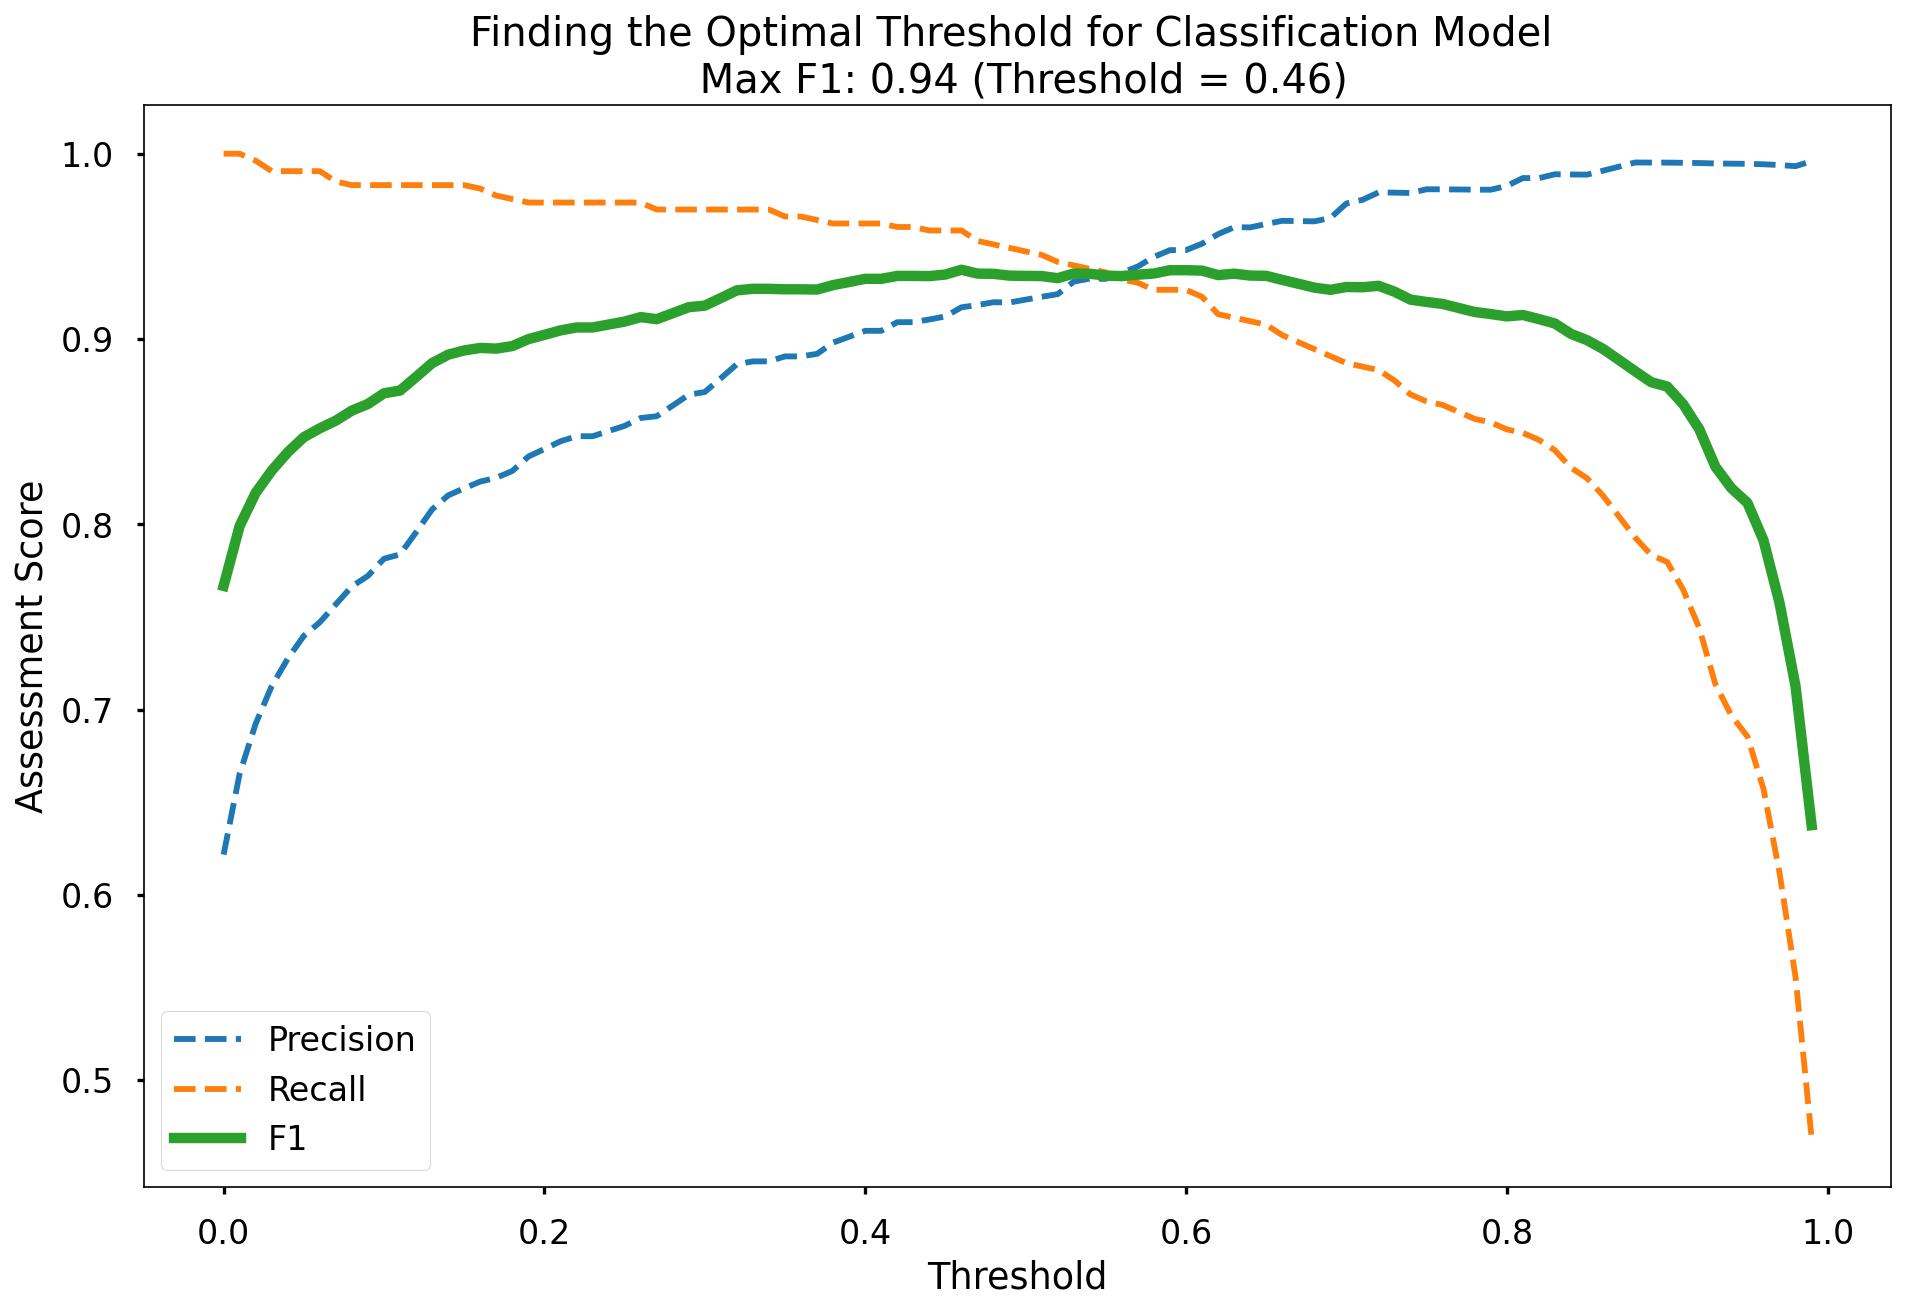 Finding the Optimal Threshold for Classification Model
Max F1: 0.94 (Threshold = 0.46)
1.0
0.9
0.8
0.7
0.6
0.5
Assessment Score
Precision
Recall
F1
0.0 0.2 0.4 0.6 0.8 1.0
Threshold